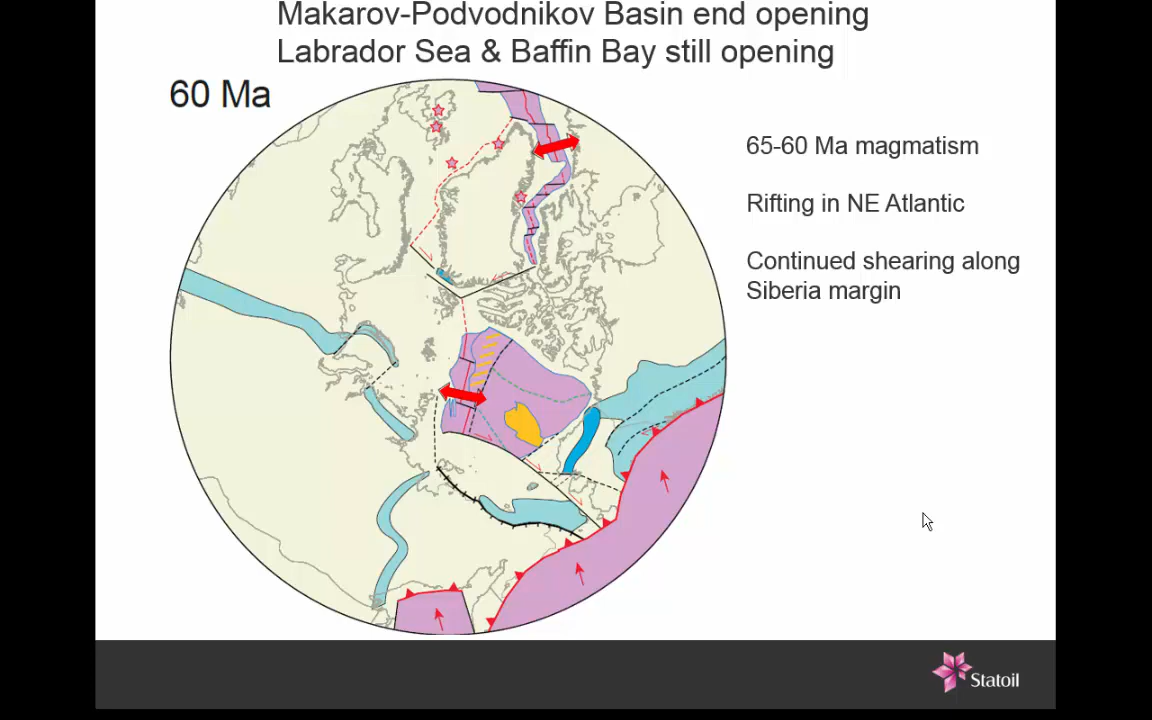 Makarov-Podvodnikov Basin end opening
Labrador Sea & Baffin Bay still opening
60 Ma
65-60 Ma magmatism
Rifting in NE Atlantic
Continued shearing along
Siberia margin
Statoil